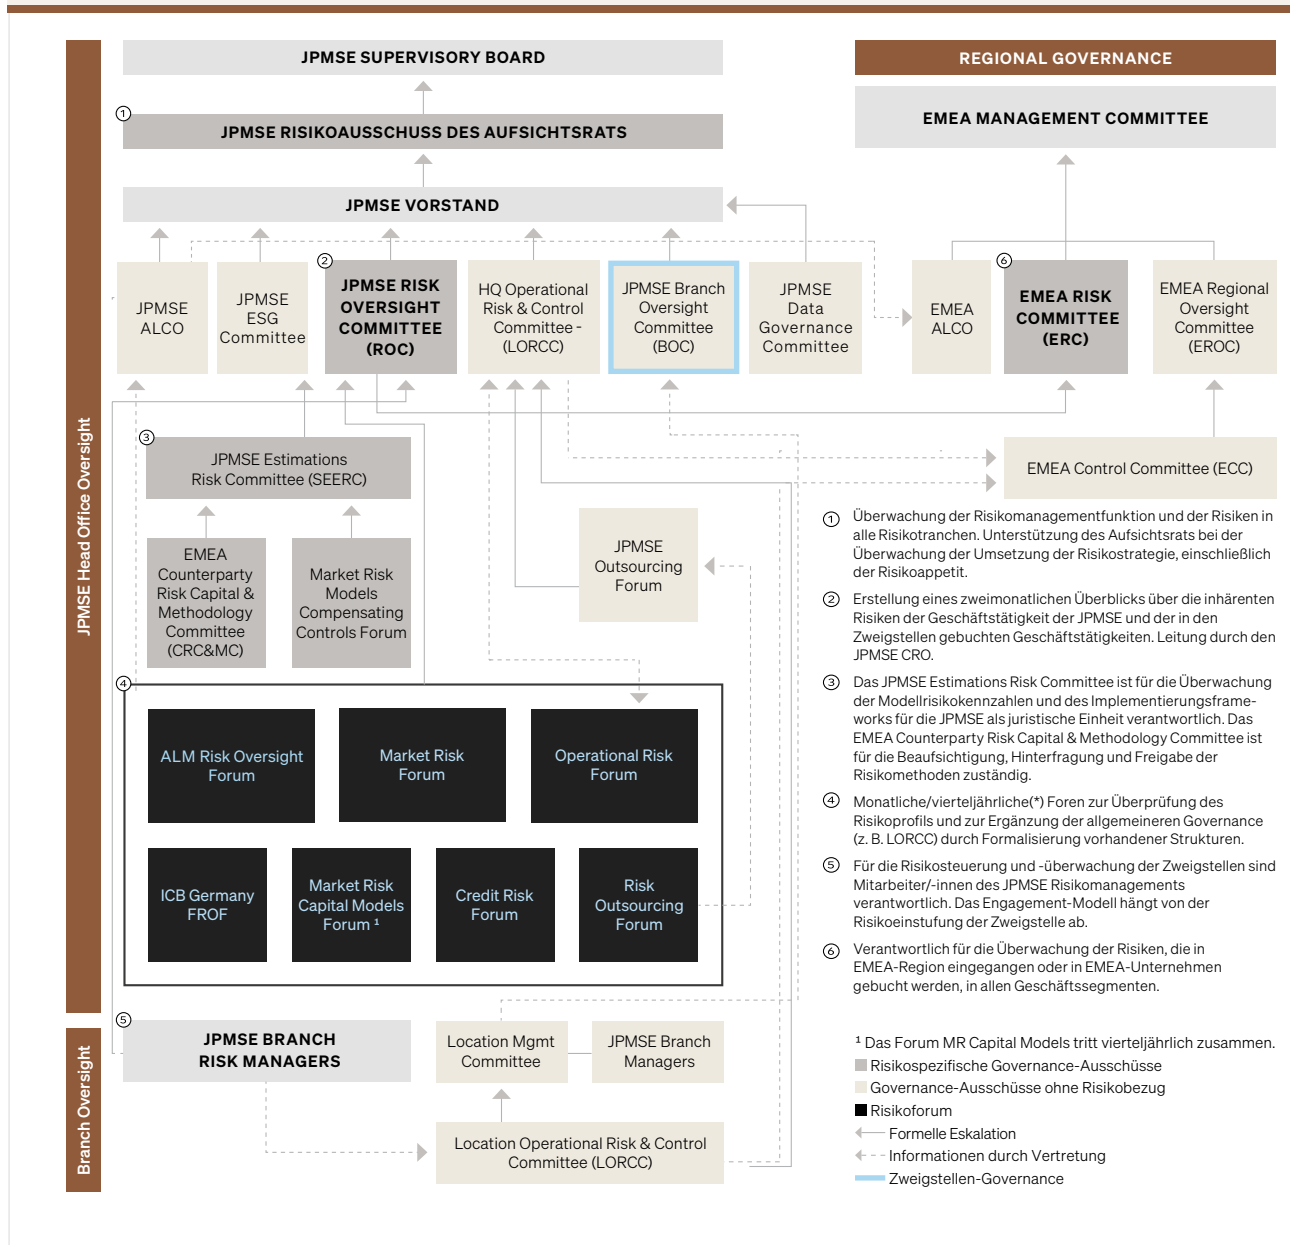 JPMSE SUPERVISORY BOARD
1
JPMSE RISIKOAUSSCHUSS DES AUFSICHTSRATS
JPMSE VORSTAND
REGIONAL GOVERNANCE
EMEA MANAGEMENT COMMITTEE
JPMSE Head Office Oversight
JPMSE
ALCO
JPMSE
ESG
Committee
2
JPMSE RISK
OVERSIGHT
COMMITTEE
(ROC)
HQ Operational
Risk & Control
Committee -
(LORCC)
JPMSE Branch
Oversight
Committee
(BOC)
JPMSE
Data
Governance
Committee
EMEA
ALCO
6
EMEA RISK
COMMITTEE
(ERC)
EMEA Regional
Oversight
Committee
(EROC)
3
JPMSE Estimations
Risk Committee (SEERC)
EMEA Control Committee (ECC)
EMEA
Counterparty
Risk Capital &
Methodology
Committee
(CRC&MC)
Market Risk
Models
Compensating
Controls Forum
JPMSE
Outsourcing
Forum
4
ALM Risk Oversight
Forum
Market Risk
Forum
Operational Risk
Forum
ICB Germany
FROF
Market Risk
Capital Models
Forum ¹
Credit Risk
Forum
Risk
Outsourcing
Forum
Branch Oversight
5
JPMSE BRANCH
RISK MANAGERS
Location Mgmt
Committee
JPMSE Branch
Managers
Location Operational Risk & Control
Committee (LORCC)
1 Überwachung der Risikomanagementfunktion und der Risiken in
alle Risikotranchen. Unterstützung des Aufsichtsrats bei der
Überwachung der Umsetzung der Risikostrategie, einschließlich
der Risikoappetit.
2 Erstellung eines zweimonatlichen Überblicks über die inhärenten
Risiken der Geschäftstätigkeit der JPMSE und der in den
Zweigstellen gebuchten Geschäftstätigkeiten. Leitung durch den
JPMSE CRO.
3 Das JPMSE Estimations Risk Committee ist für die Überwachung
der Modellrisikokennzahlen und des Implementierungsframe-
works für die JPMSE als juristische Einheit verantwortlich. Das
EMEA Counterparty Risk Capital & Methodology Committee ist
für die Beaufsichtigung, Hinterfragung und Freigabe der
Risikomethoden zuständig.
4 Monatliche/vierteljährliche(*) Foren zur Überprüfung des
Risikoprofils und zur Ergänzung der allgemeineren Governance
(z. B. LORCC) durch Formalisierung vorhandener Strukturen.
5 Für die Risikosteuerung und -überwachung der Zweigstellen sind
Mitarbeiter/-innen des JPMSE Risikomanagements
verantwortlich. Das Engagement-Modell hängt von der
Risikoeinstufung der Zweigstelle ab.
6 Verantwortlich für die Überwachung der Risiken, die in
EMEA-Region eingegangen oder in EMEA-Unternehmen
gebucht werden, in allen Geschäftssegmenten.
¹ Das Forum MR Capital Models tritt vierteljährlich zusammen.
Risikospezifische Governance-Ausschüsse
Governance-Ausschüsse ohne Risikobezug
Risikoforum
Formelle Eskalation
Informationen durch Vertretung
Zweigstellen-Governance